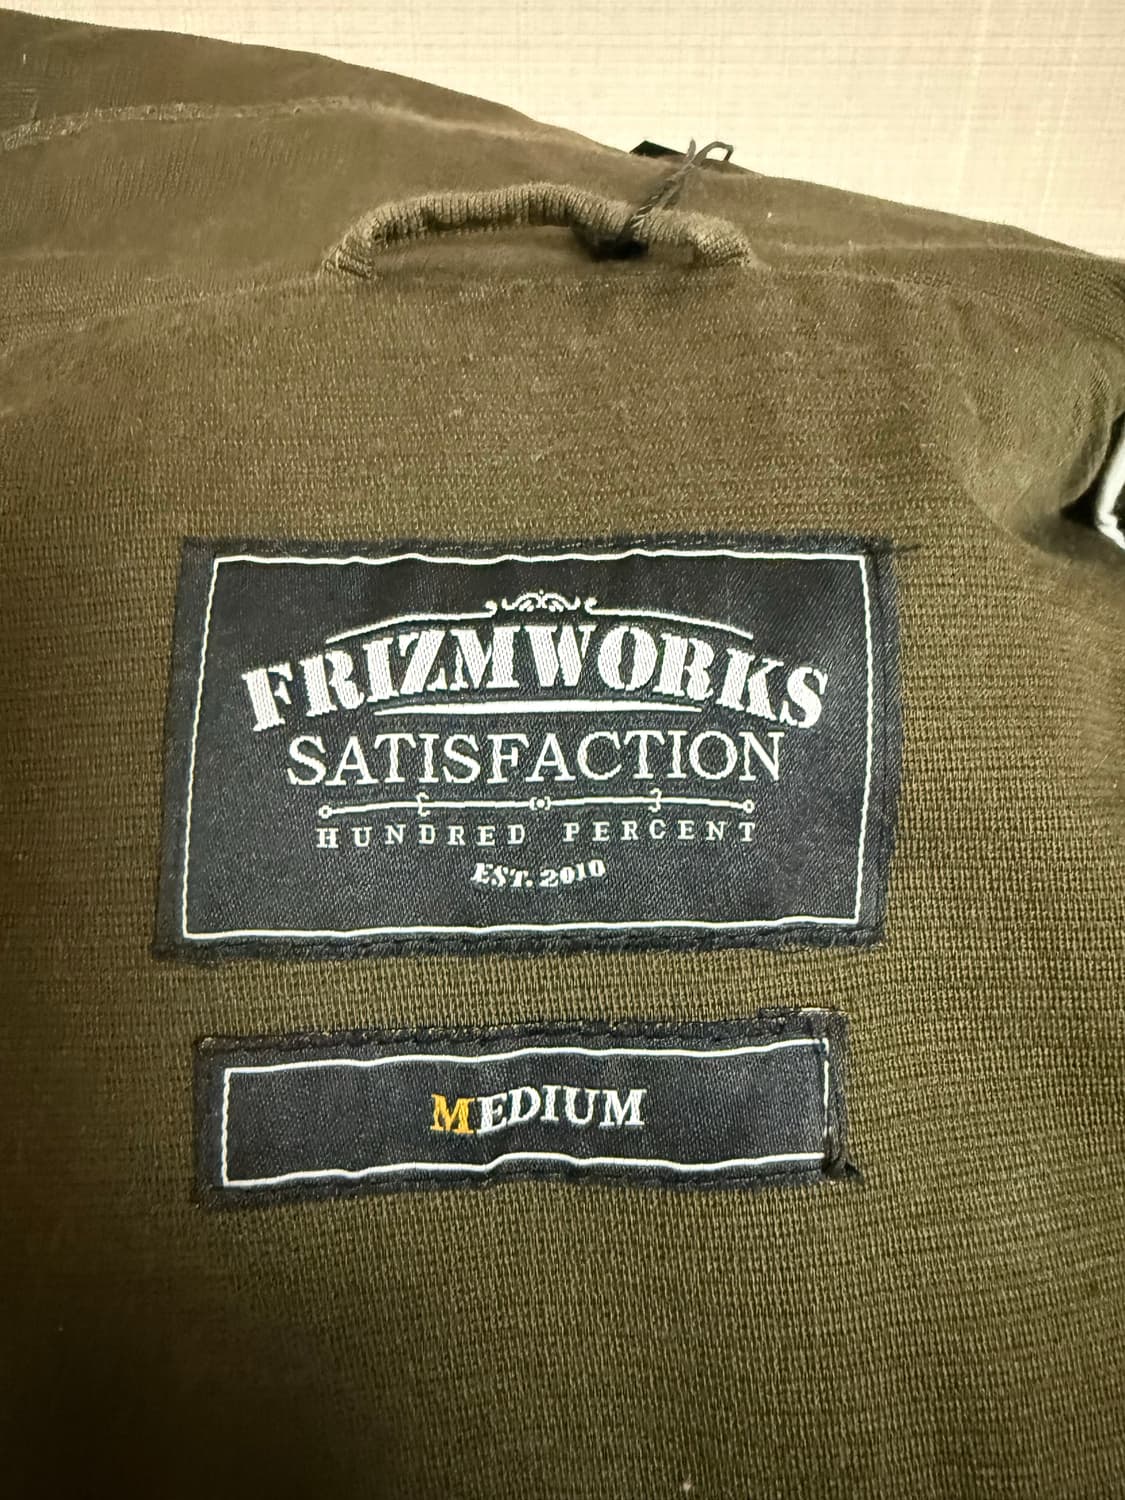 FRIZMWORKS
SATISFACTION
HUNDRED PERCENT
EST. 2010
MEDIUM